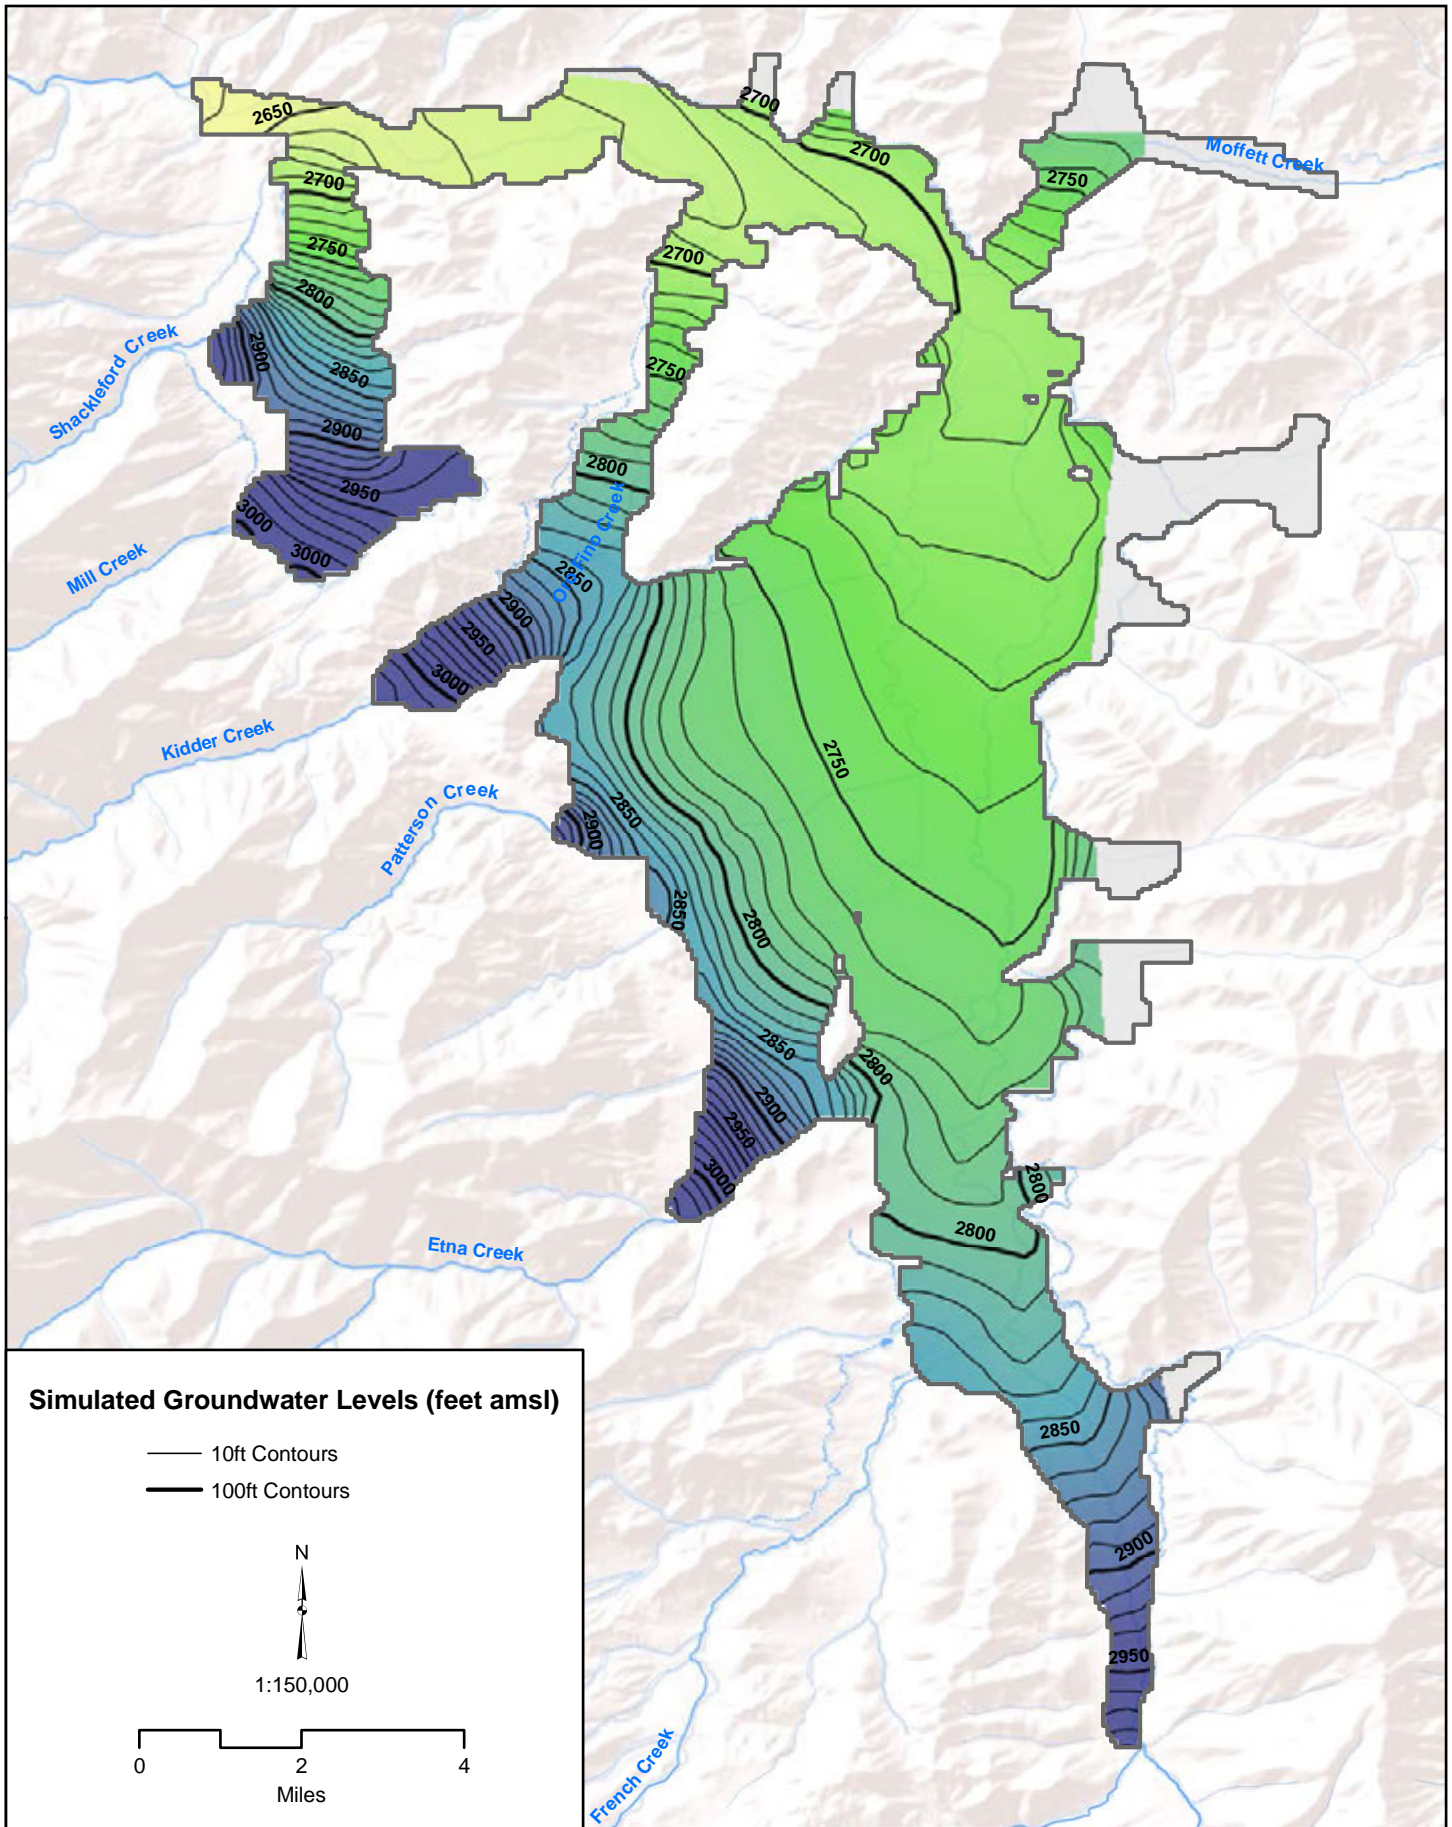 2700
2650
2700
Moffett Creek
2750
2700
2750
2700
2800
Shackleford Creek
2900
2850
2750
2900
2800
2950
3000
3000
Mill Creek
Oro Fino Creek
2850
2900
2950
3000
Kidder Creek
2750
Patterson Creek
2850
2900
2850
2800
2850
2800
2900
2950
3000
2800
2800
Etna Creek
2850
2900
2950
French Creek
Simulated Groundwater Levels (feet amsl)
10ft Contours
100ft Contours
N
1:150,000
0 2 4
Miles